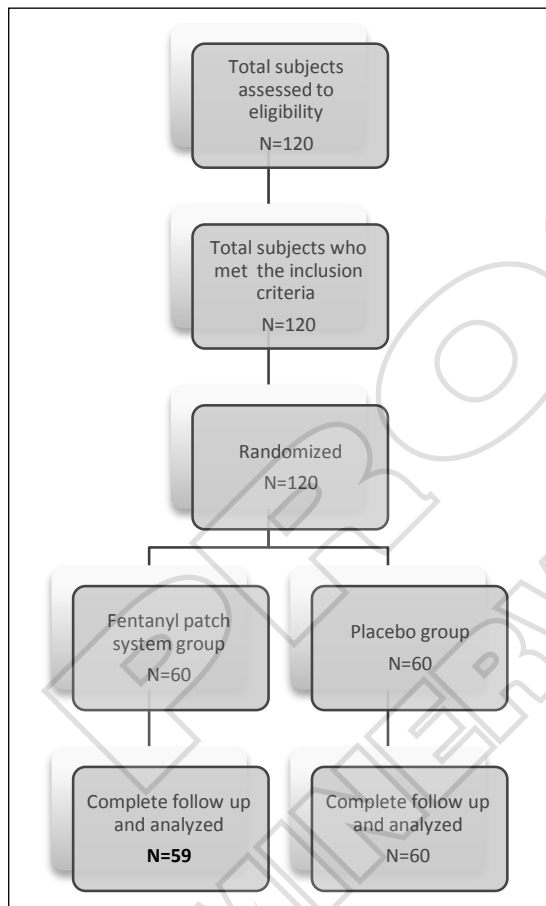 Total subjects
assessed to
eligibility
N=120
Total subjects who
met the inclusion
criteria
N=120
Randomized
N=120
Fentanyl patch
system group
N=60
Placebo group
N=60
Complete follow up
and analyzed
N=59
Complete follow up
and analyzed
N=60